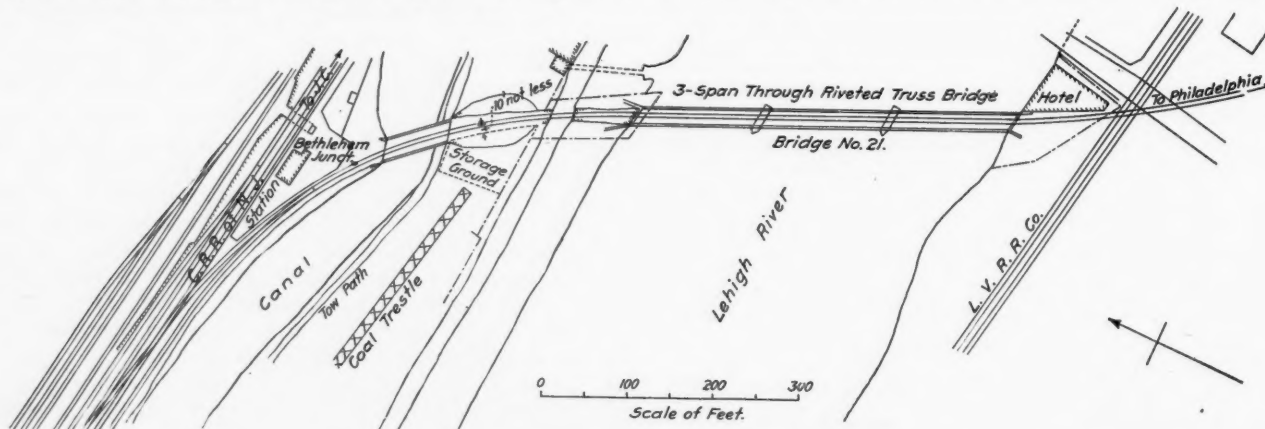 To J.C.
10' not less
3-Span Through Riveted Truss Bridge
Hotel
To Philadelphia
Bethlehem
Junct.
Bridge No. 21.
Storage
Ground
C. R. R. of N. J.
Station
Canal
Tow Path
Coal Trestle
Lehigh River
L. V. R. R. Co.
0 100 200 300
Scale of Feet.